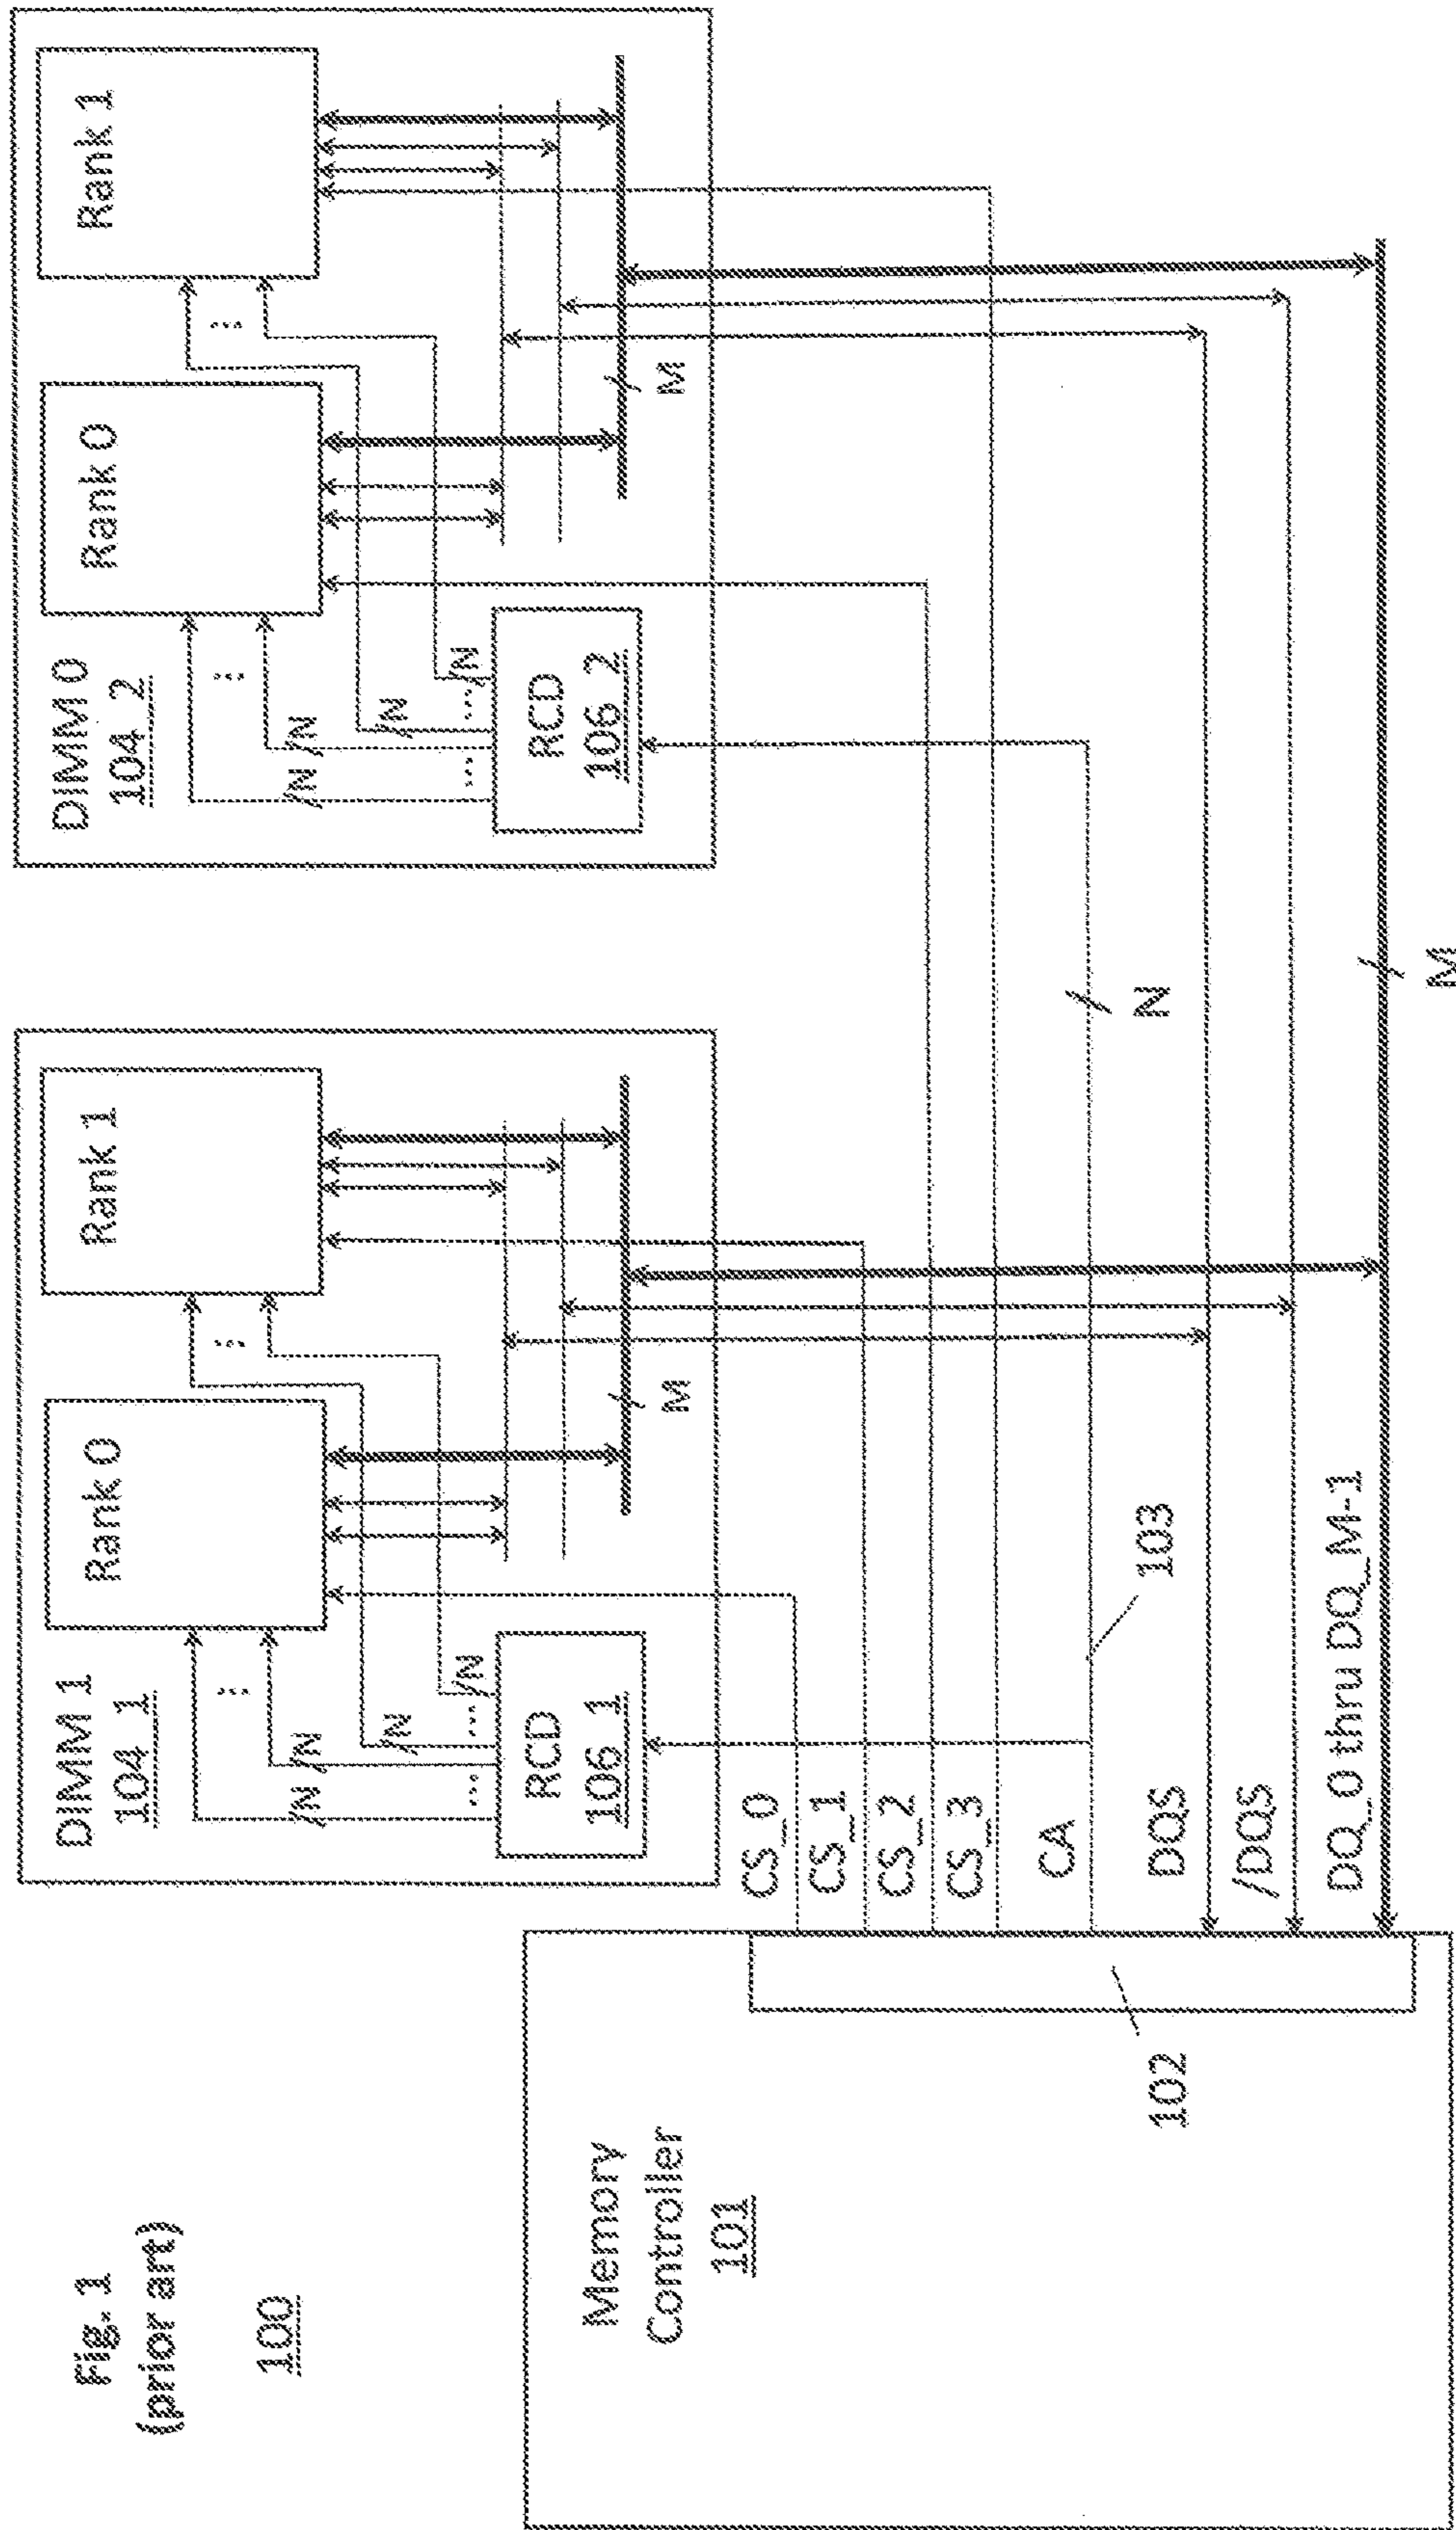 Fig. 1
(prior art)
100
Memory
Controller
101
102
DIMM 1
104_1
Rank 0
Rank 1
...
...
/N
/N
/N
/N
...
...
RCD
106_1
M
DIMM 0
104_2
Rank 0
Rank 1
...
...
/N
/N
/N
/N
...
...
RCD
106_2
M
CS_0
CS_1
CS_2
CS_3
CA
103
N
DQS
/DQS
DQ_0 thru DQ_M-1
M